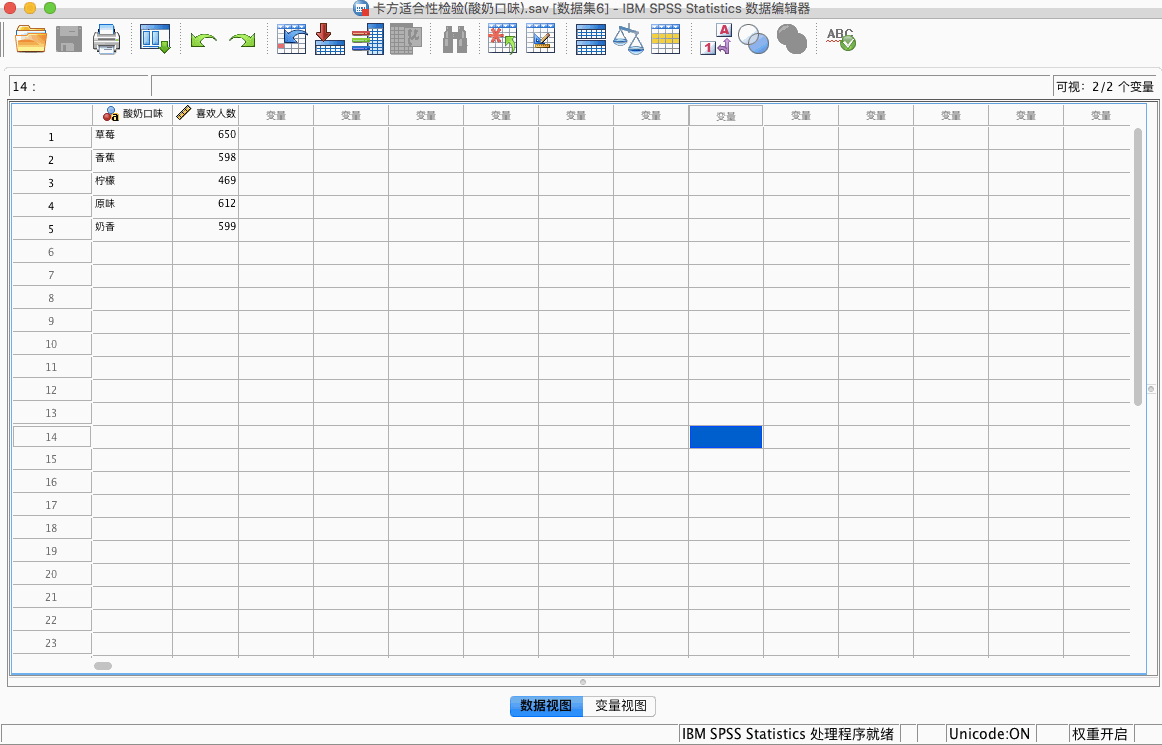 卡方适合性检验(酸奶口味).sav [数据集6] - IBM SPSS Statistics 数据编辑器
A
1
ABC
14 :
可视: 2/2 个变量
酸奶口味 喜欢人数 变量 变量 变量 变量 变量 变量 变量 变量 变量 变量 变量 变量
1 草莓 650
2 香蕉 598
3 柠檬 469
4 原味 612
5 奶香 599
6
7
8
9
10
11
12
13
14
15
16
17
18
19
20
21
22
23
数据视图 变量视图
IBM SPSS Statistics 处理程序就绪 Unicode:ON 权重开启